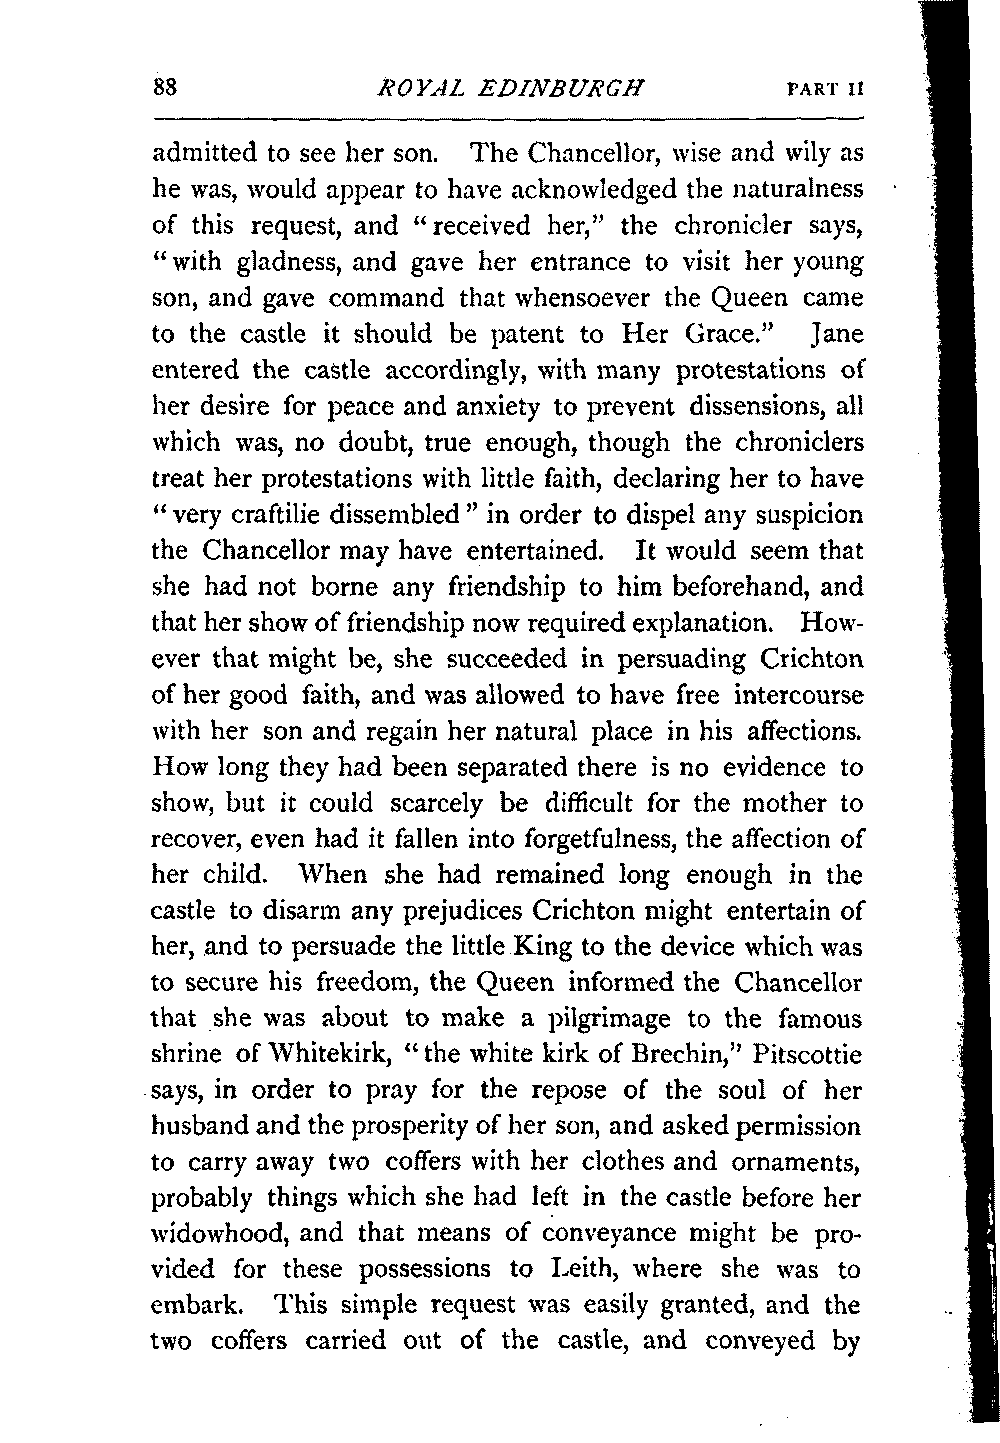 88 ROYAL EDINBURGH PART II
admitted to see her son. The Chancellor, wise and wily as
he was, would appear to have acknowledged the naturalness
of this request, and "received her," the chronicler says,
"with gladness, and gave her entrance to visit her young
son, and gave command that whensoever the Queen came
to the castle it should be patent to Her Grace." Jane
entered the castle accordingly, with many protestations of
her desire for peace and anxiety to prevent dissensions, all
which was, no doubt, true enough, though the chroniclers
treat her protestations with little faith, declaring her to have
"very craftilie dissembled" in order to dispel any suspicion
the Chancellor may have entertained. It would seem that
she had not borne any friendship to him beforehand, and
that her show of friendship now required explanation. How-
ever that might be, she succeeded in persuading Crichton
of her good faith, and was allowed to have free intercourse
with her son and regain her natural place in his affections.
How long they had been separated there is no evidence to
show, but it could scarcely be difficult for the mother to
recover, even had it fallen into forgetfulness, the affection of
her child. When she had remained long enough in the
castle to disarm any prejudices Crichton might entertain of
her, and to persuade the little King to the device which was
to secure his freedom, the Queen informed the Chancellor
that she was about to make a pilgrimage to the famous
shrine of Whitekirk, "the white kirk of Brechin," Pitscottie
says, in order to pray for the repose of the soul of her
husband and the prosperity of her son, and asked permission
to carry away two coffers with her clothes and ornaments,
probably things which she had left in the castle before her
widowhood, and that means of conveyance might be pro-
vided for these possessions to Leith, where she was to
embark. This simple request was easily granted, and the
two coffers carried out of the castle, and conveyed by